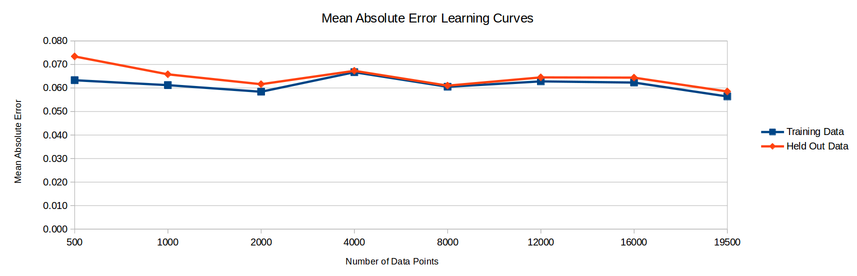 Mean Absolute Error Learning Curves
0.080
0.070
0.060
0.050
0.040
0.030
0.020
0.010
0.000
Mean Absolute Error
500 1000 2000 4000 8000 12000 16000 19500
Number of Data Points
Training Data
Held Out Data